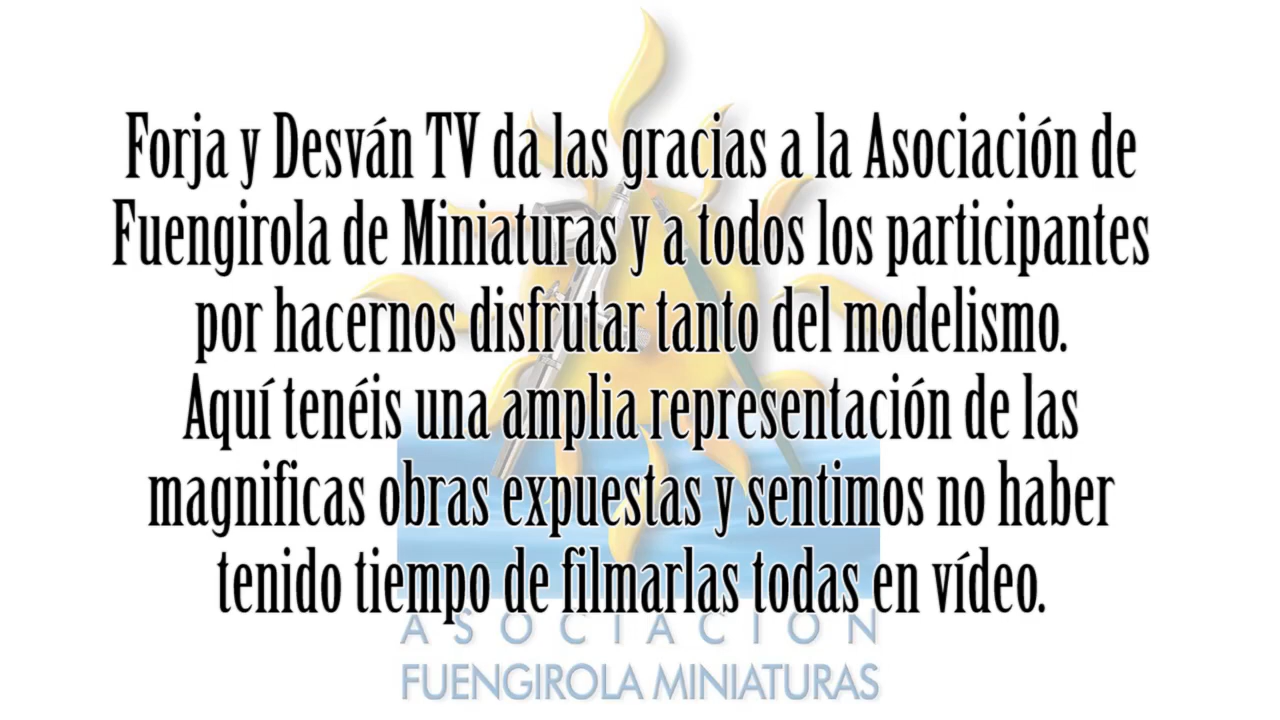 Forja y Desván TV da las gracias a la Asociación de
Fuengirola de Miniaturas y a todos los participantes
por hacernos disfrutar tanto del modelismo.
Aquí tenéis una amplia representación de las
magnificas obras expuestas y sentimos no haber
tenido tiempo de filmarlas todas en vídeo.
ASOCIACION
FUENGIROLA MINIATURAS